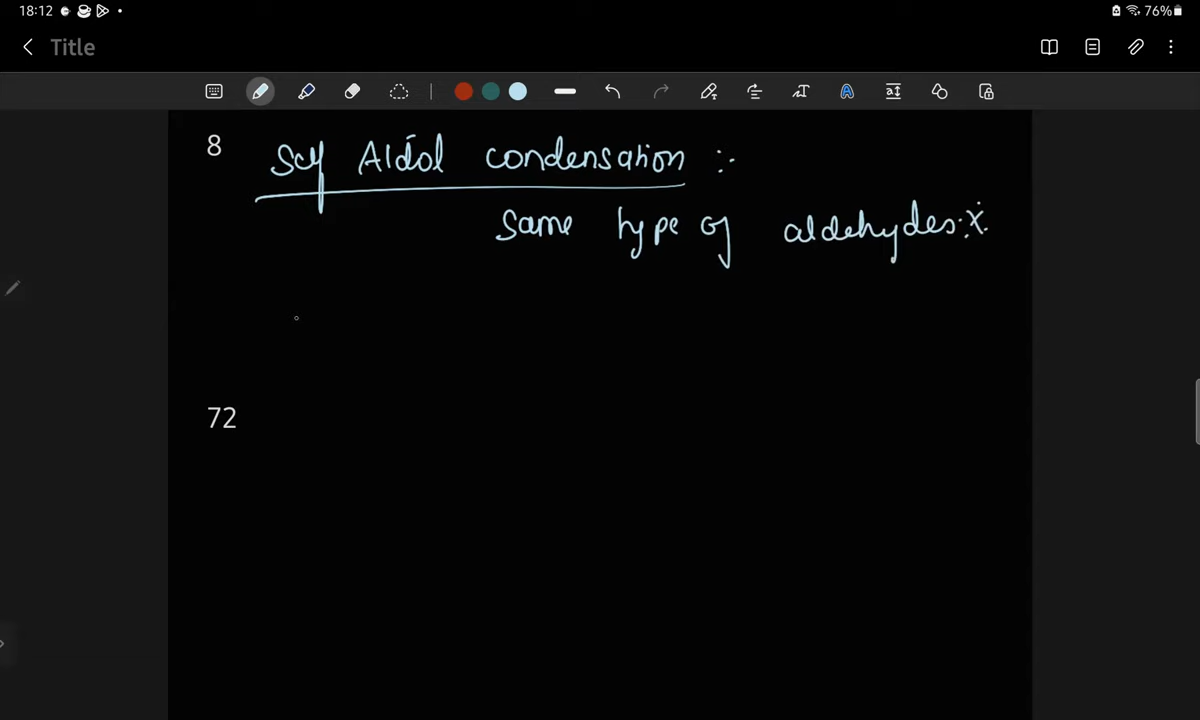 18:12
76%
Title
8
Self Aldol condensation :-
Same type of aldehydes
72